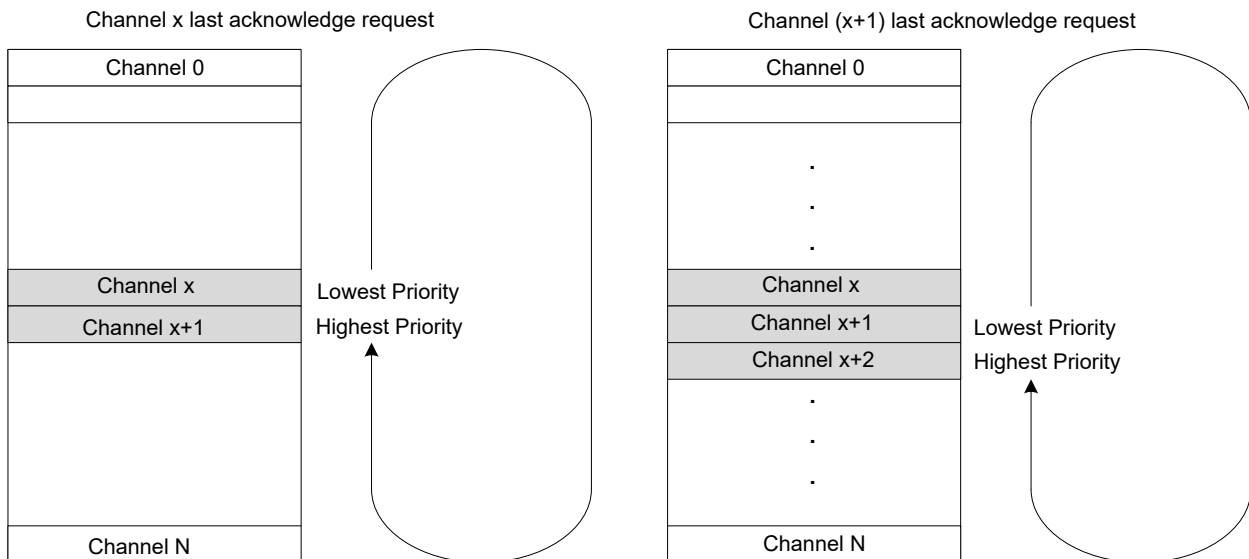 Channel x last acknowledge request
Channel 0
Channel x
Lowest Priority
Channel x+1
Highest Priority
Channel N
Channel (x+1) last acknowledge request
Channel 0
.
.
.
Channel x
Channel x+1
Lowest Priority
Channel x+2
Highest Priority
.
.
.
Channel N